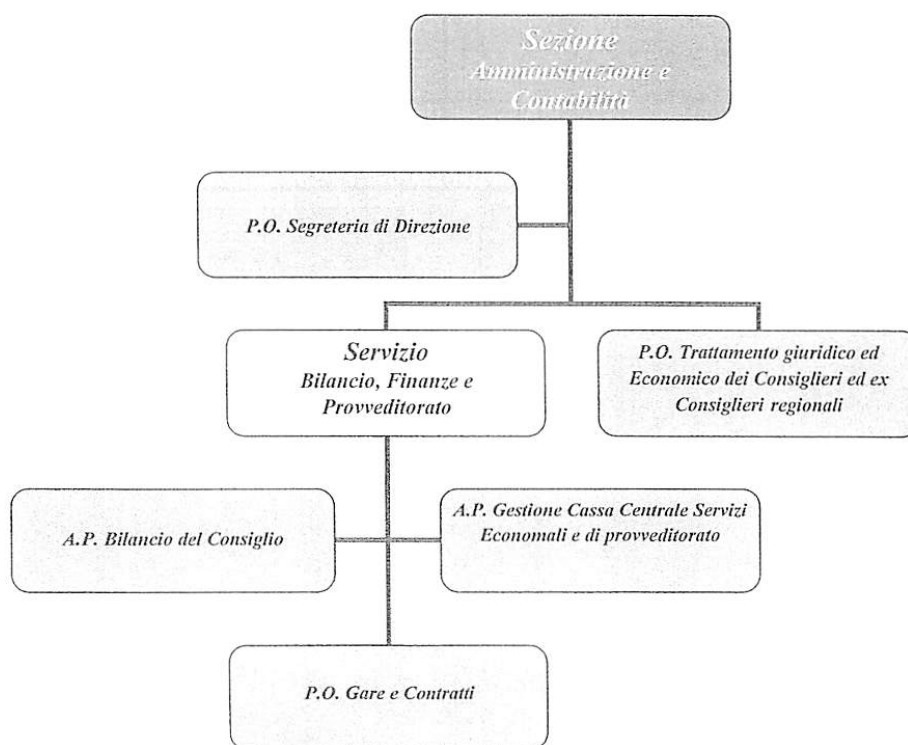 Sezione
Amministrazione e
Contabilità
P.O. Segreteria di Direzione
Servizio
Bilancio, Finanze e
Provveditorato
P.O. Trattamento giuridico ed
Economico dei Consiglieri ed ex
Consiglieri regionali
A.P. Bilancio del Consiglio
A.P. Gestione Cassa Centrale Servizi
Economali e di provveditorato
P.O. Gare e Contratti